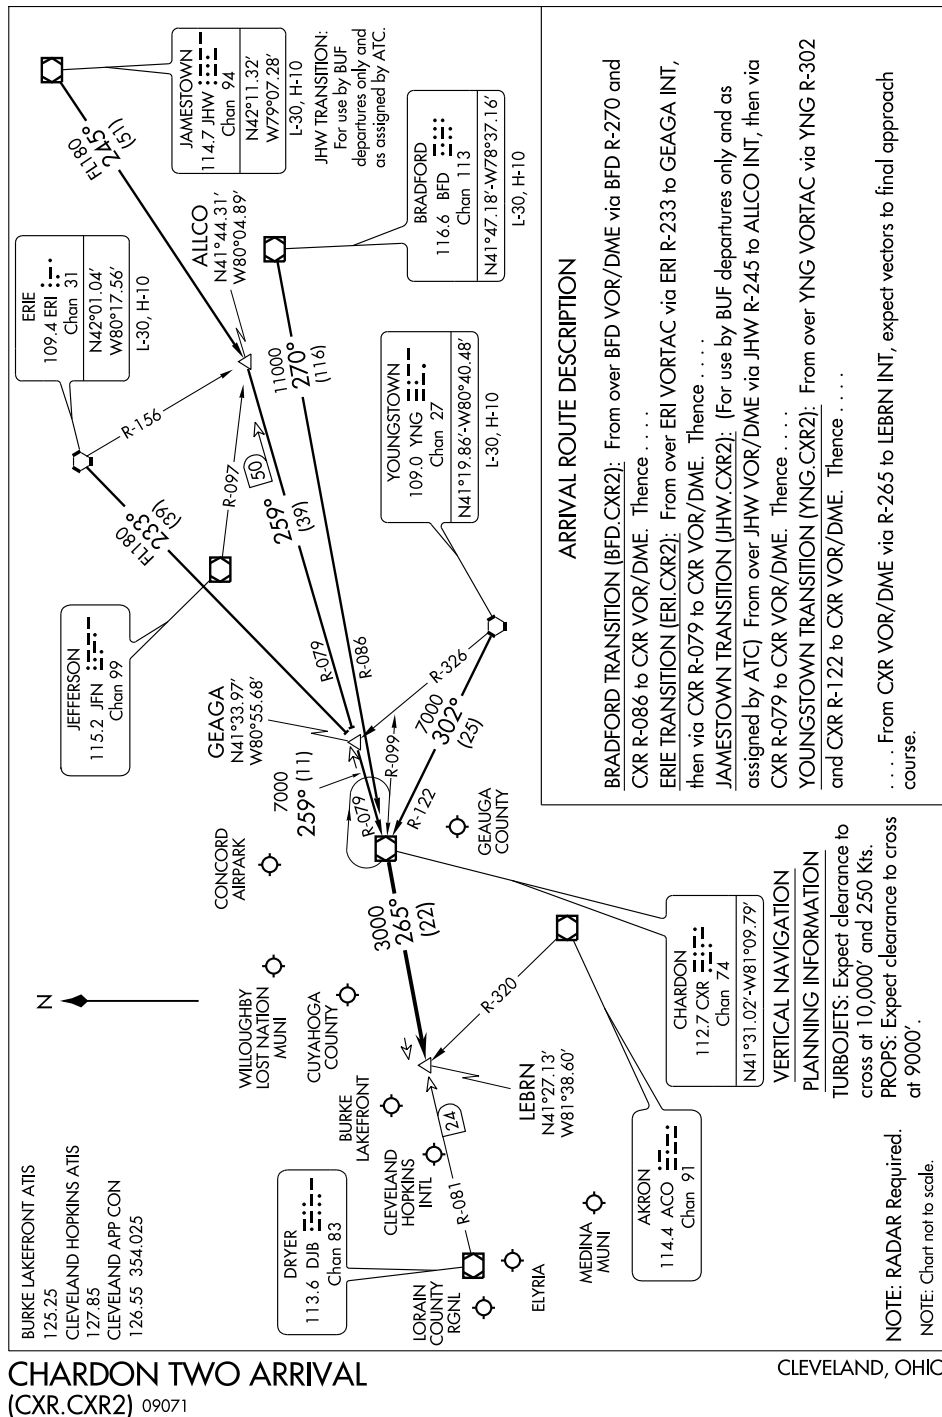 BURKE LAKEFRONT ATIS
125.25
CLEVELAND HOPKINS ATIS
127.85
CLEVELAND APP CON
126.55 354.025
N
ERIE
109.4 ERI
Chan 31
N42°01.04'
W80°17.56'
L-30, H-10
JAMESTOWN
114.7 JHW
Chan 94
N42°11.32'
W79°07.28'
L-30, H-10
JHW TRANSITION:
For use by BUF
departures only and
as assigned by ATC.
FL180
245°
(51)
ALLCO
N41°44.31'
W80°04.89'
BRADFORD
116.6 BFD
Chan 113
N41°47.18'-W78°37.16'
L-30, H-10
JEFFERSON
115.2 JFN
Chan 99
FL180
233°
(39)
R-156
R-097
50
259°
(39)
11000
270°
(116)
YOUNGSTOWN
109.0 YNG
Chan 27
N41°19.86'-W80°40.48'
L-30, H-10
GEAGA
N41°33.97'
W80°55.68'
7000
259° (11)
R-079
R-086
R-079
R-099
R-326
7000
302°
(25)
R-122
CONCORD
AIRPARK
GEAUGA
COUNTY
WILLOUGHBY
LOST NATION
MUNI
CUYAHOGA
COUNTY
3000
265°
(22)
R-320
BURKE
LAKEFRONT
CLEVELAND
HOPKINS
INTL
LEBRN
N41°27.13'
W81°38.60'
24
R-081
DRYER
113.6 DJB
Chan 83
LORAIN
COUNTY
RGNL
ELYRIA
MEDINA
MUNI
AKRON
114.4 ACO
Chan 91
CHARDON
112.7 CXR
Chan 74
N41°31.02'-W81°09.79'
VERTICAL NAVIGATION
PLANNING INFORMATION
TURBOJETS: Expect clearance to
cross at 10,000' and 250 Kts.
PROPS: Expect clearance to cross
at 9000'.
NOTE: RADAR Required.
NOTE: Chart not to scale.
ARRIVAL ROUTE DESCRIPTION
BRADFORD TRANSITION (BFD.CXR2): From over BFD VOR/DME via BFD R-270 and
CXR R-086 to CXR VOR/DME. Thence . . . .
ERIE TRANSITION (ERI.CXR2): From over ERI VORTAC via ERI R-233 to GEAGA INT,
then via CXR R-079 to CXR VOR/DME. Thence . . . .
JAMESTOWN TRANSITION (JHW.CXR2): (For use by BUF departures only and as
assigned by ATC) From over JHW VOR/DME via JHW R-245 to ALLCO INT, then via
CXR R-079 to CXR VOR/DME. Thence . . . .
YOUNGSTOWN TRANSITION (YNG.CXR2): From over YNG VORTAC via YNG R-302
and CXR R-122 to CXR VOR/DME. Thence . . . .
. . . . From CXR VOR/DME via R-265 to LEBRN INT, expect vectors to final approach
course.
CHARDON TWO ARRIVAL
(CXR.CXR2) 09071
CLEVELAND, OHIO